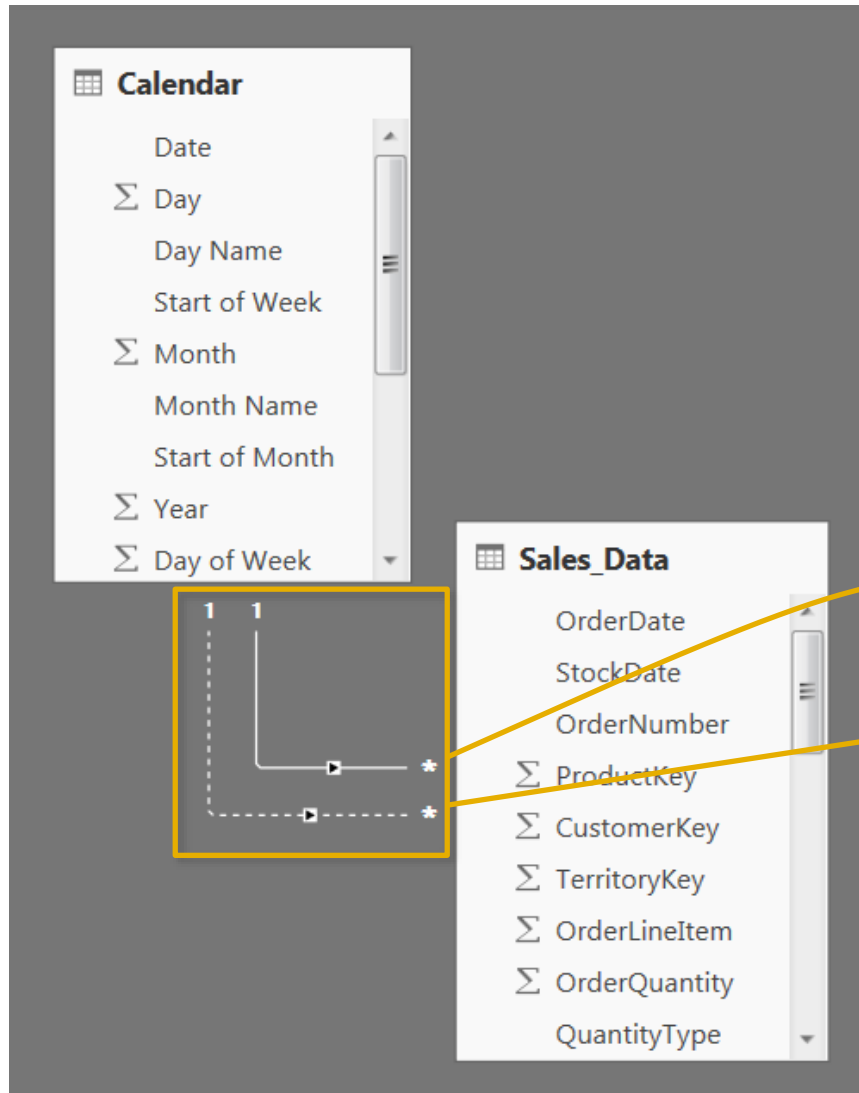 Calendar
Date
Σ Day
Day Name
Start of Week
Σ Month
Month Name
Start of Month
Σ Year
Σ Day of Week
1 1
*
*
Sales_Data
OrderDate
StockDate
OrderNumber
Σ ProductKey
Σ CustomerKey
Σ TerritoryKey
Σ OrderLineItem
Σ OrderQuantity
QuantityType